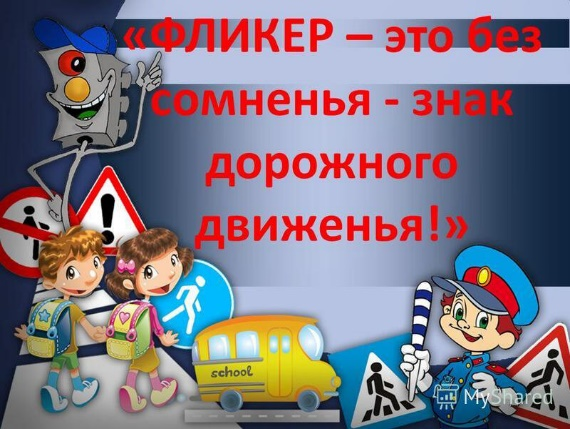 «ФЛИКЕР – это без
сомненья - знак
дорожного
движенья!»
school
MyShared